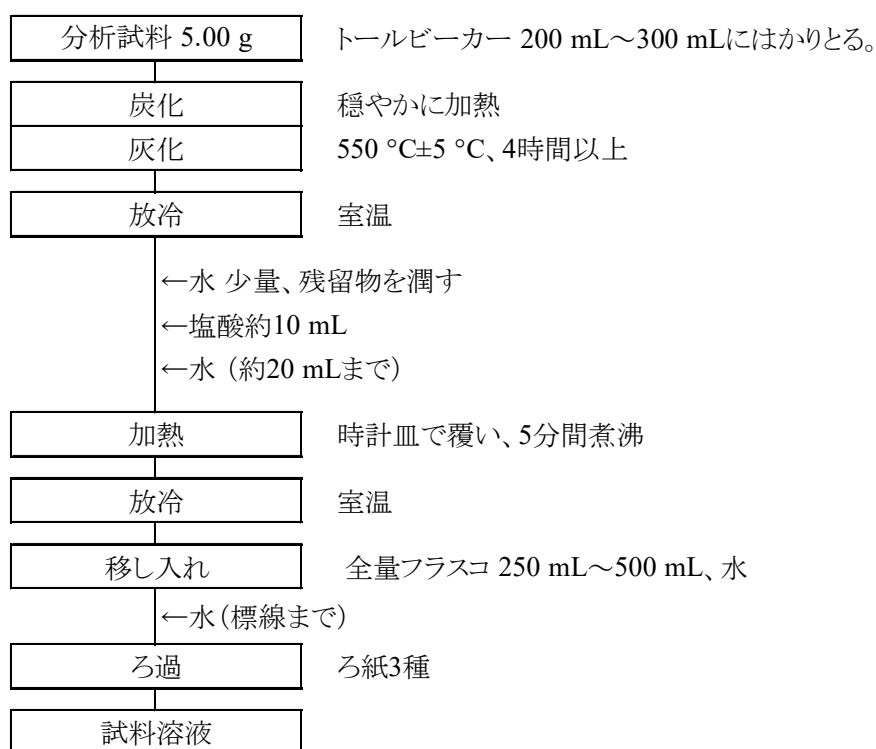 分析試料 5.00 g トールビーカー 200 mL~300 mLにはかりとる。
炭化 穏やかに加熱
灰化 550 °C±5 °C、4時間以上
放冷 室温
←水 少量、残留物を潤す
←塩酸約10 mL
←水 (約20 mLまで)
加熱 時計皿で覆い、5分間煮沸
放冷 室温
移し入れ 全量フラスコ 250 mL~500 mL、水
←水(標線まで)
ろ過 ろ紙3種
試料溶液